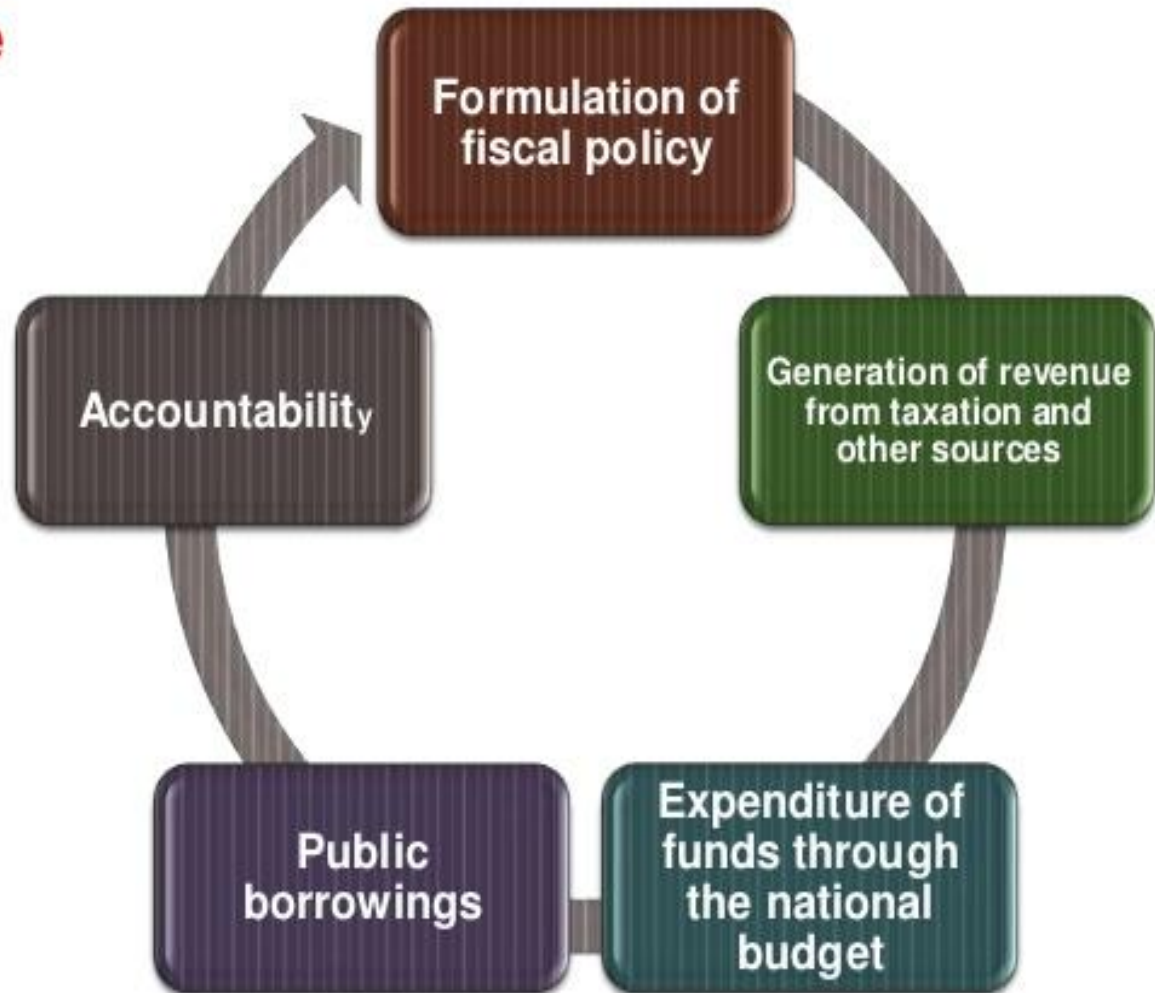 Formulation of
fiscal policy
Generation of revenue
from taxation and
other sources
Expenditure of
funds through
the national
budget
Public
borrowings
Accountability